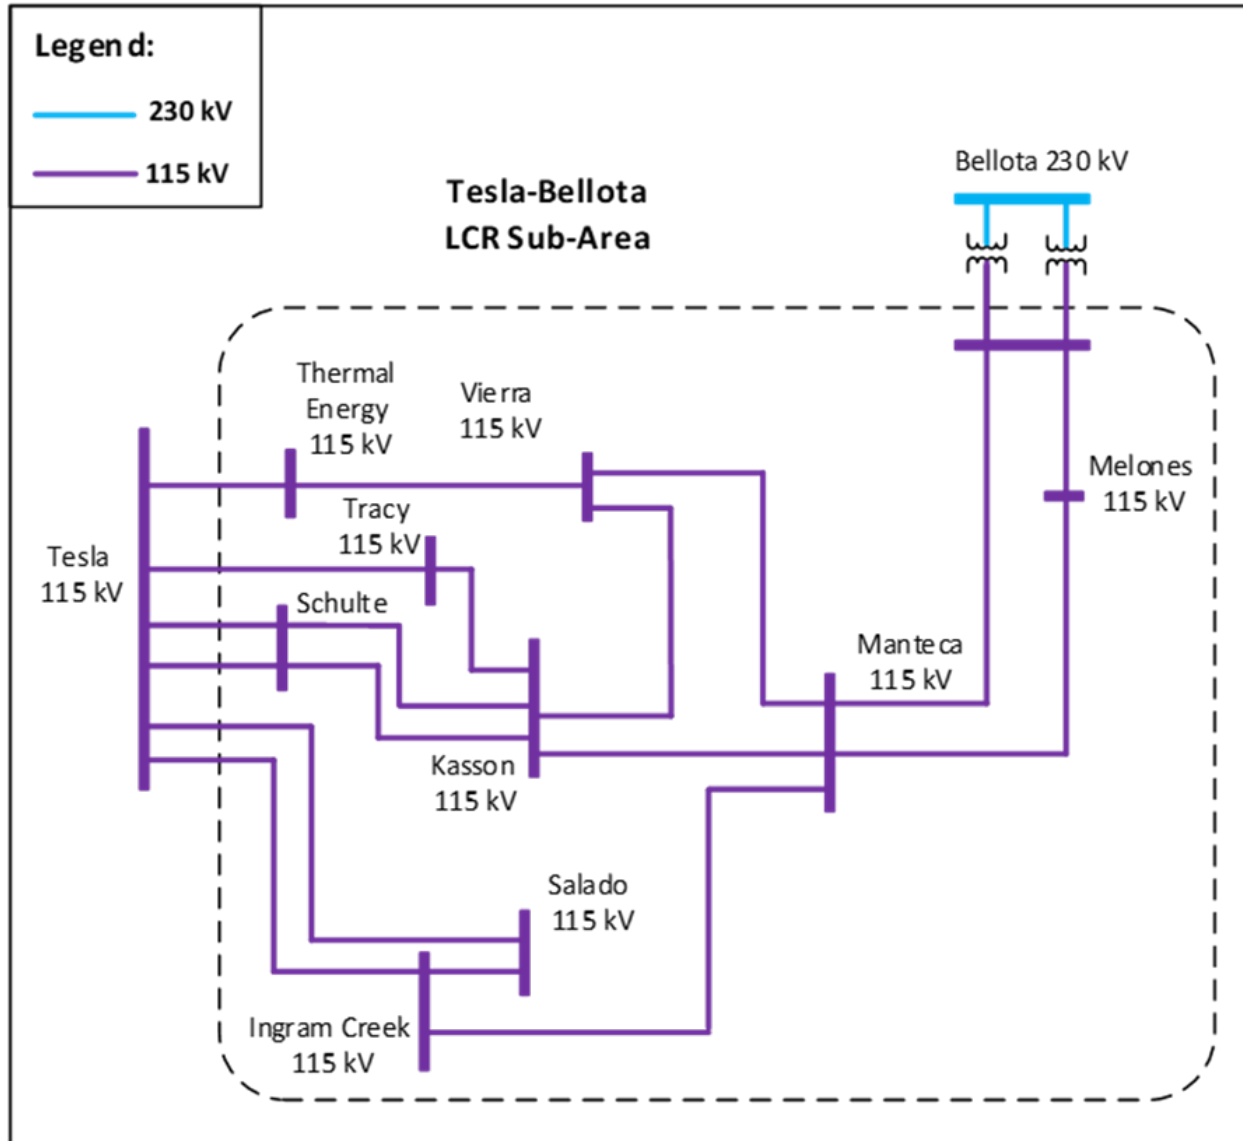 Legend:
230 kV
115 kV
Tesla-Bellota
LCR Sub-Area
Bellota 230 kV
Thermal
Energy
115 kV
Vierra
115 kV
Melones
115 kV
Tracy
115 kV
Tesla
115 kV
Schulte
Manteca
115 kV
Kasson
115 kV
Salado
115 kV
Ingram Creek
115 kV